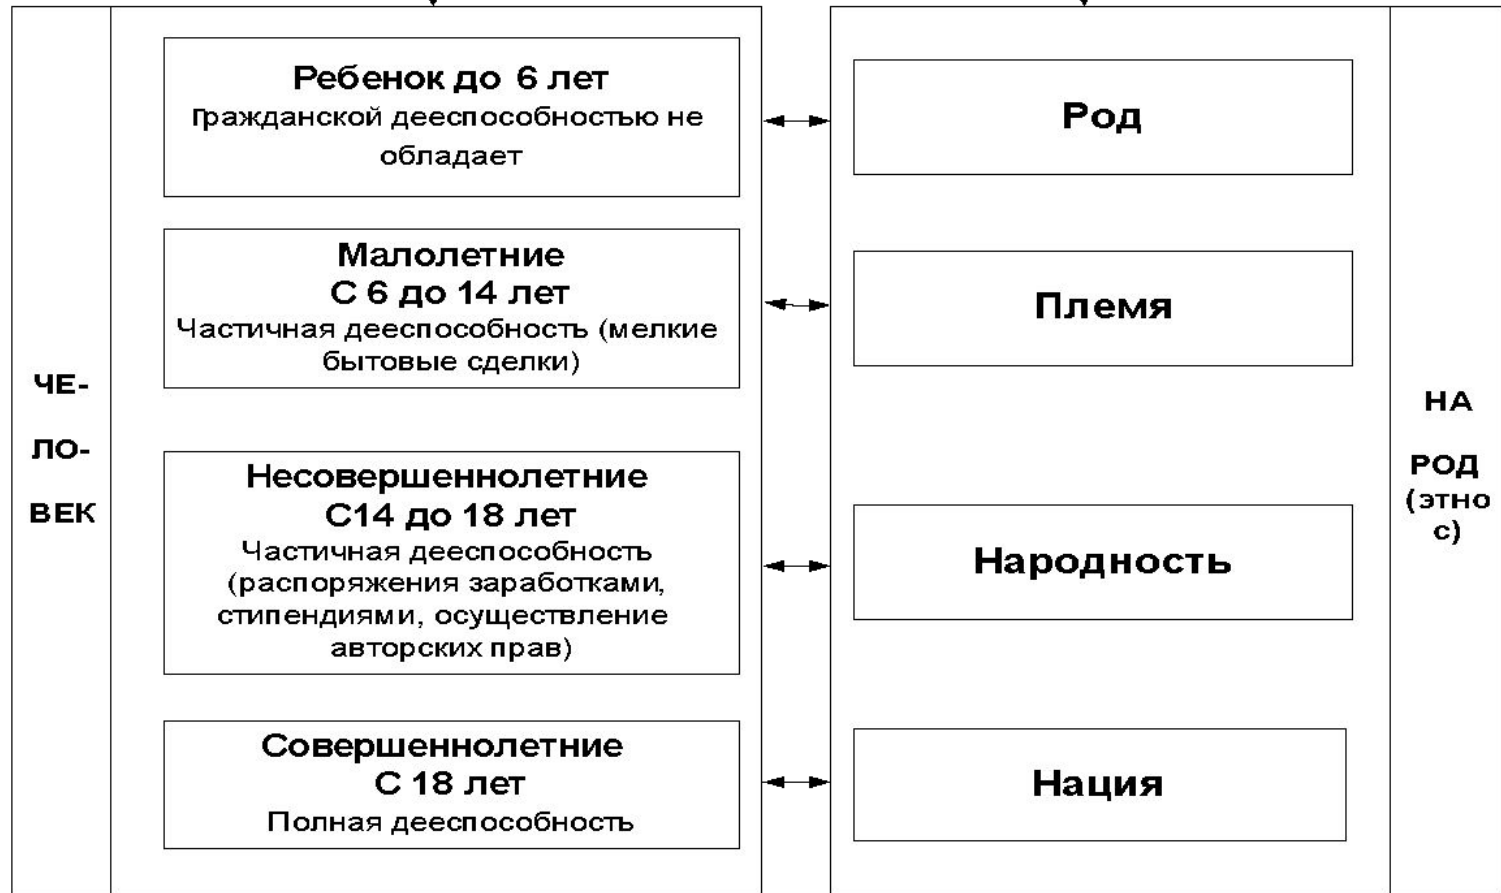 ЧЕ-
ЛО-
ВЕК
Ребенок до 6 лет
Гражданской дееспособностью не
обладает
Малолетние
С 6 до 14 лет
Частичная дееспособность (мелкие
бытовые сделки)
Несовершеннолетние
С14 до 18 лет
Частичная дееспособность
(распоряжения заработками,
стипендиями, осуществление
авторских прав)
Совершеннолетние
С 18 лет
Полная дееспособность
Род
Племя
Народность
Нация
НА
РОД
(этно
с)